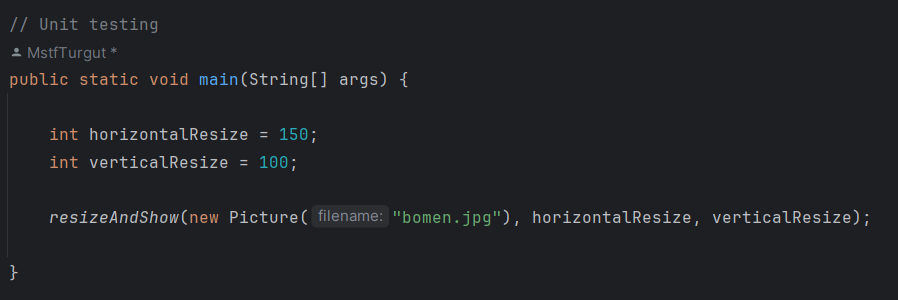 // Unit testing
MstfTurgut *
public static void main(String[] args) {
int horizontalResize = 150;
int verticalResize = 100;
resizeAndShow(new Picture( filename: "bomen.jpg"), horizontalResize, verticalResize);
}